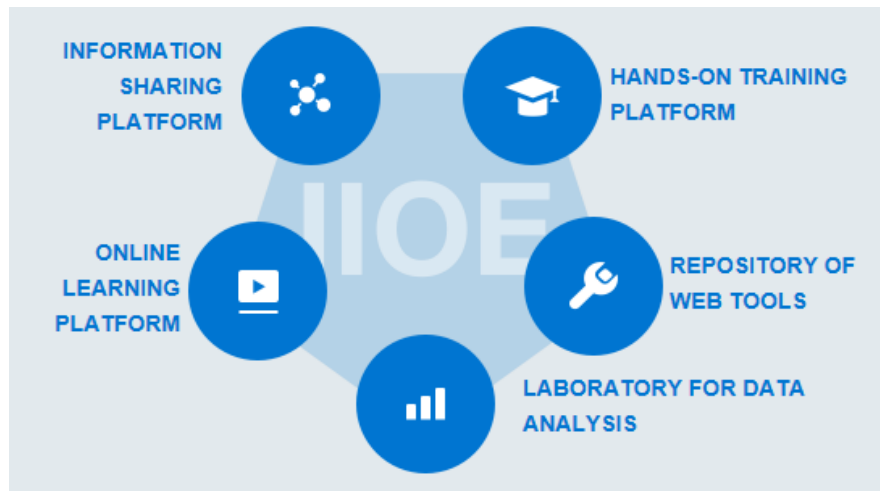 INFORMATION
SHARING
PLATFORM
HANDS-ON TRAINING
PLATFORM
IIOE
ONLINE
LEARNING
PLATFORM
REPOSITORY OF
WEB TOOLS
LABORATORY FOR DATA
ANALYSIS